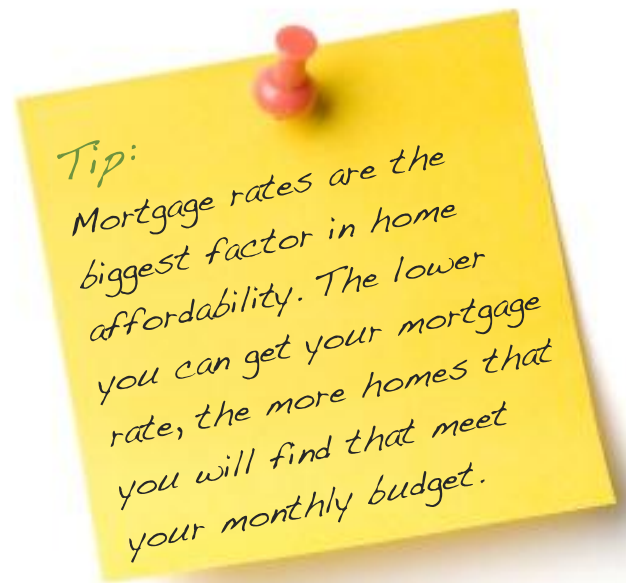 Tip:
Mortgage rates are the
biggest factor in home
affordability. The lower
you can get your mortgage
rate, the more homes that
you will find that meet
your monthly budget.